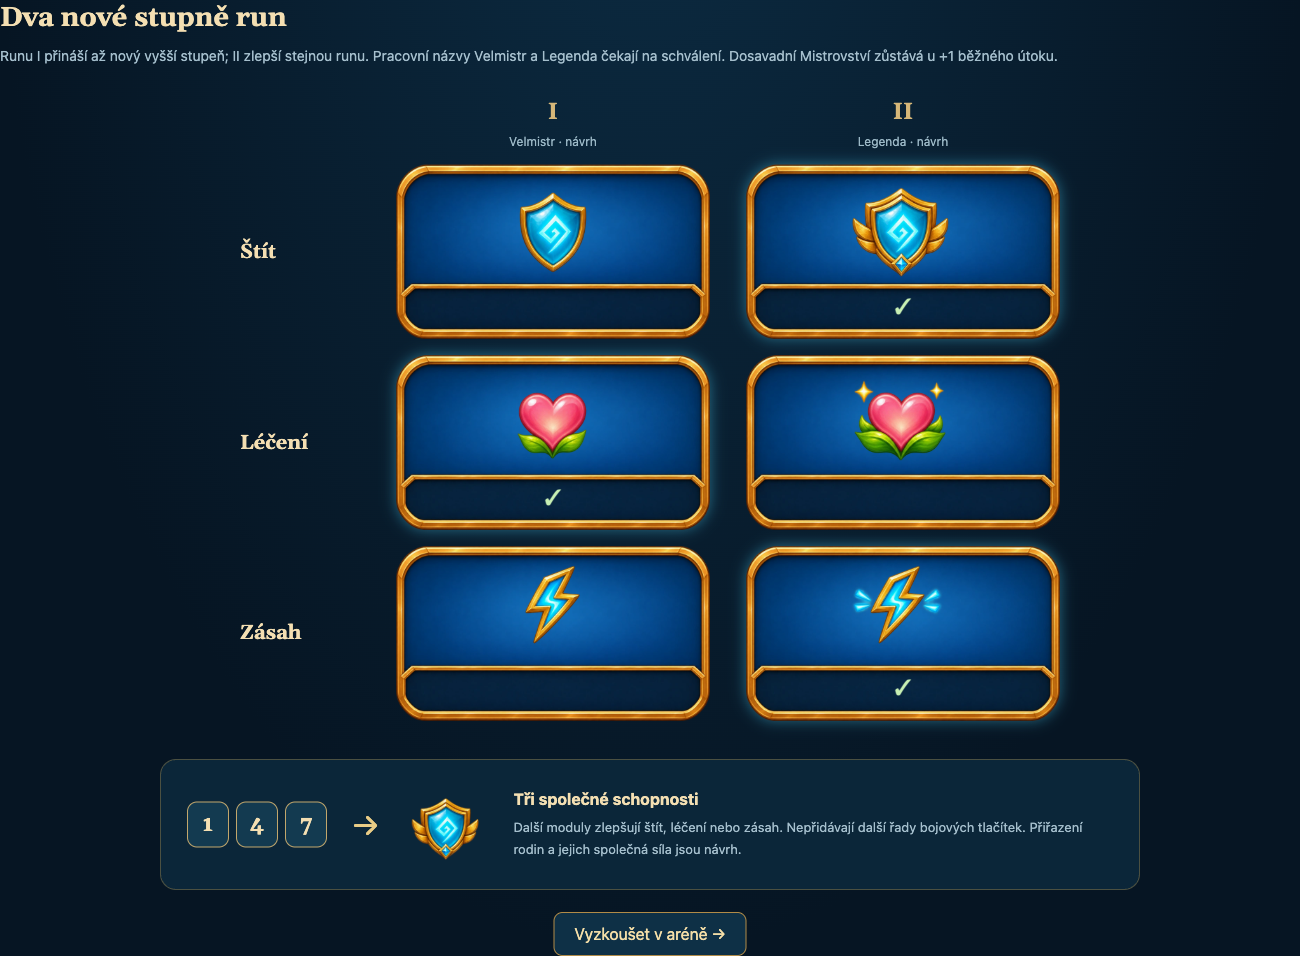 Dva nové stupně run
Runu I přináší až nový vyšší stupeň; II zlepší stejnou runu. Pracovní názvy Velmistr a Legenda čekají na schválení. Dosavadní Mistrovství zůstává u +1 běžného útoku.
I
II
Velmistr · návrh
Legenda · návrh
Štít
✓
Léčení
✓
Zásah
✓
1 4 7 →
Tři společné schopnosti
Další moduly zlepšují štít, léčení nebo zásah. Nepřidávají další řady bojových tlačítek. Přiřazení
rodin a jejich společná síla jsou návrh.
Vyzkoušet v aréně →